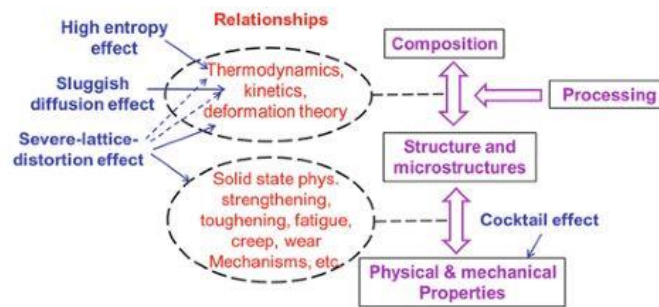 Relationships
High entropy
effect
Sluggish
diffusion effect
Severe-lattice-
distortion effect
Thermodynamics,
kinetics,
deformation theory
Solid state phys.
strengthening,
toughening, fatigue,
creep, wear
Mechanisms, etc
Composition
Processing
Structure and
microstructures
Cocktail effect
Physical & mechanical
Properties